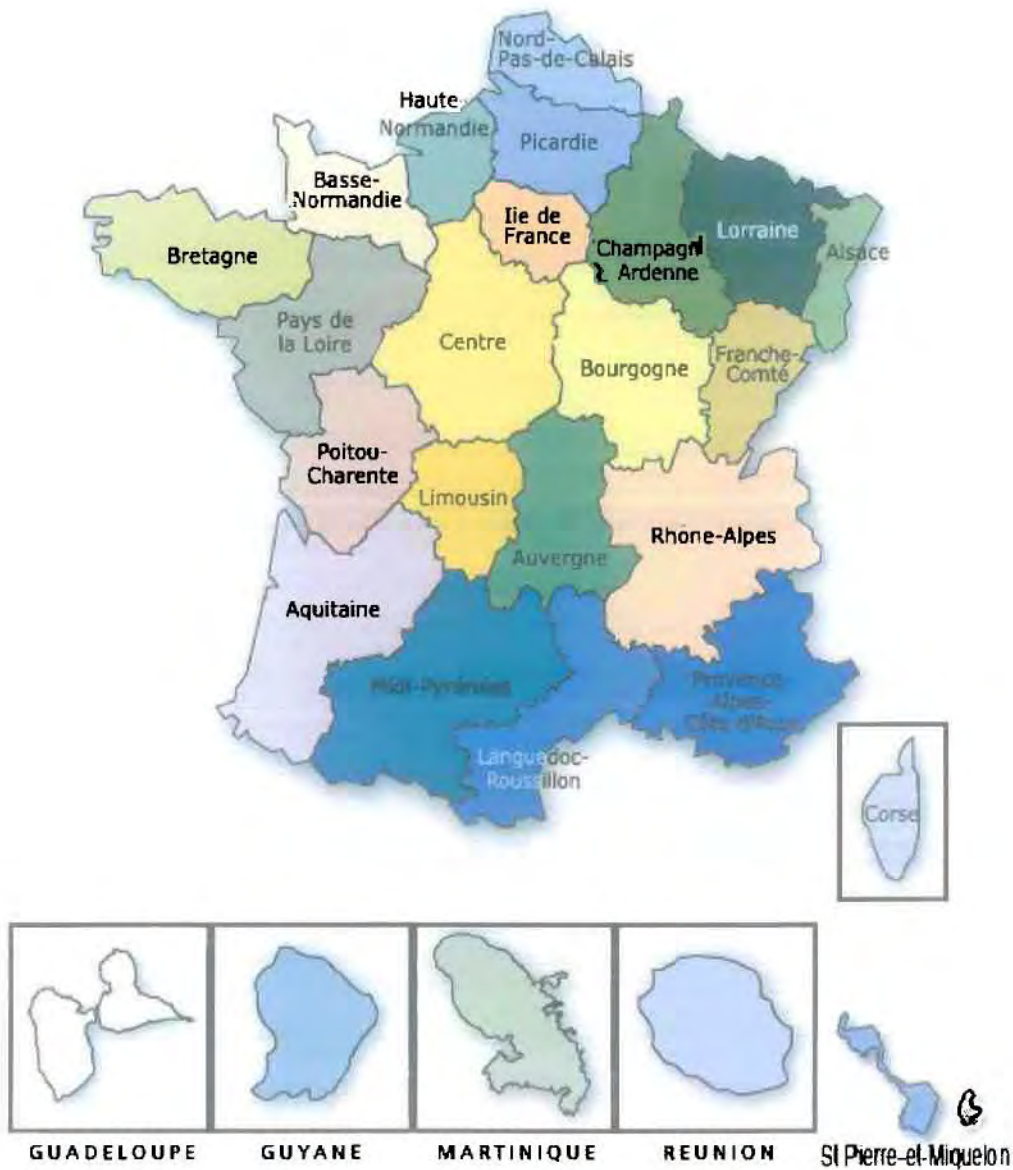 Nord-
Pas-de-Calais
Haute
Normandie
Picardie
Basse-
Normandie
Iie de
France
Champagn
Ardenne
Lorraine
Alsace
Bretagne
Pays de
la Loire
Centre
Bourgogne
Franche-
Comté
Poitou-
Charente
Limousin
Auvergne
Rhone-Alpes
Aquitaine
Midi-Pyrénées
Provence
Alpes-
Côte d'Azur
Languedoc-
Roussillon
Corse
GUADELOUPE
GUYANE
MARTINIQUE
REUNION
St Pierre-et-Miquelon